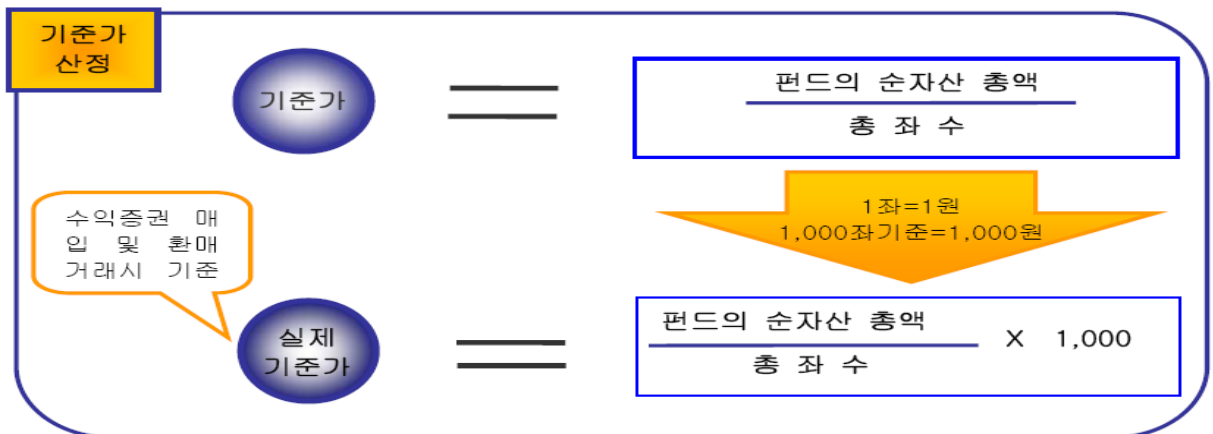 기준가
산정
기준가
펀드의 순자산 총액
총 좌 수
1좌=1원
1,000좌기준=1,000원
수익증권 매
입 및 환매
거래시 기준
실제
기준가
펀드의 순자산 총액
총 좌 수
X 1,000